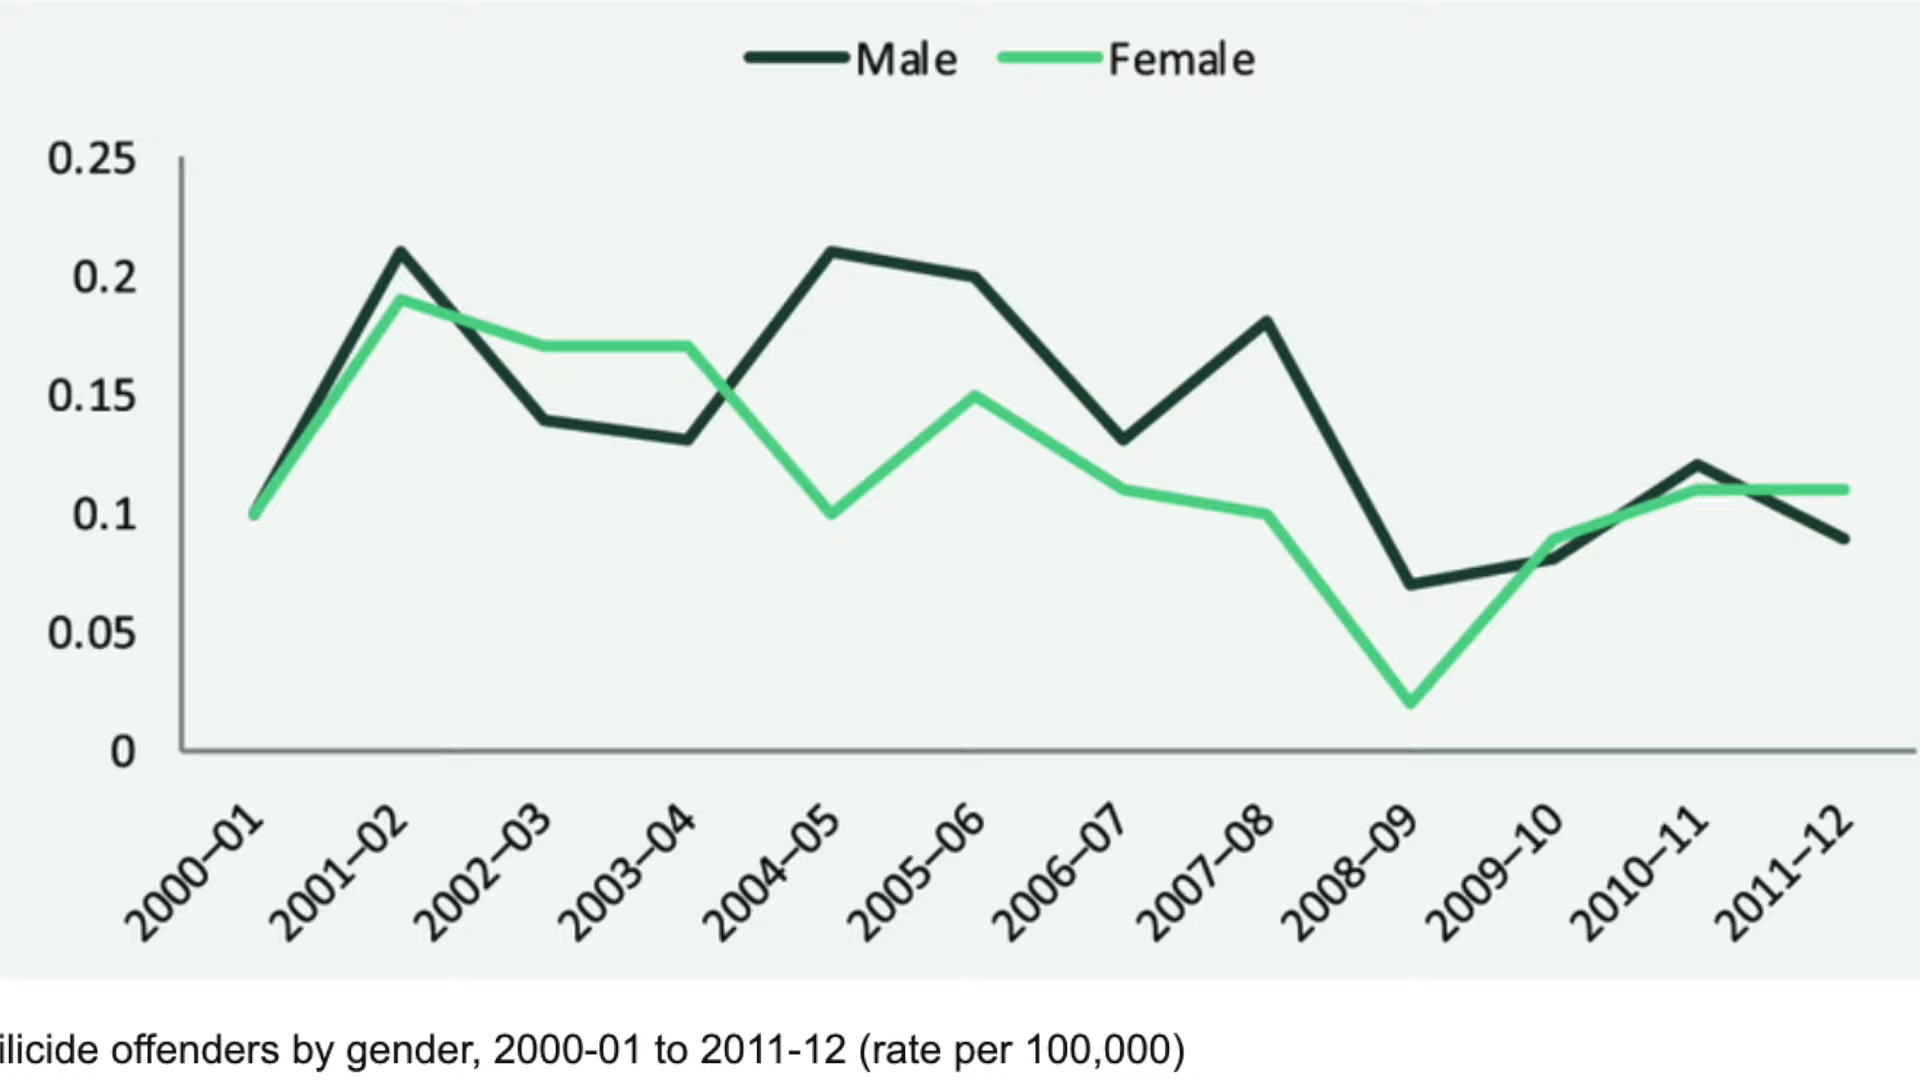 Male Female
0.25
0.2
0.15
0.1
0.05
0
2000–01 2001–02 2002–03 2003–04 2004–05 2005–06 2006–07 2007–08 2008–09 2009–10 2010–11 2011–12
ilicide offenders by gender, 2000-01 to 2011-12 (rate per 100,000)